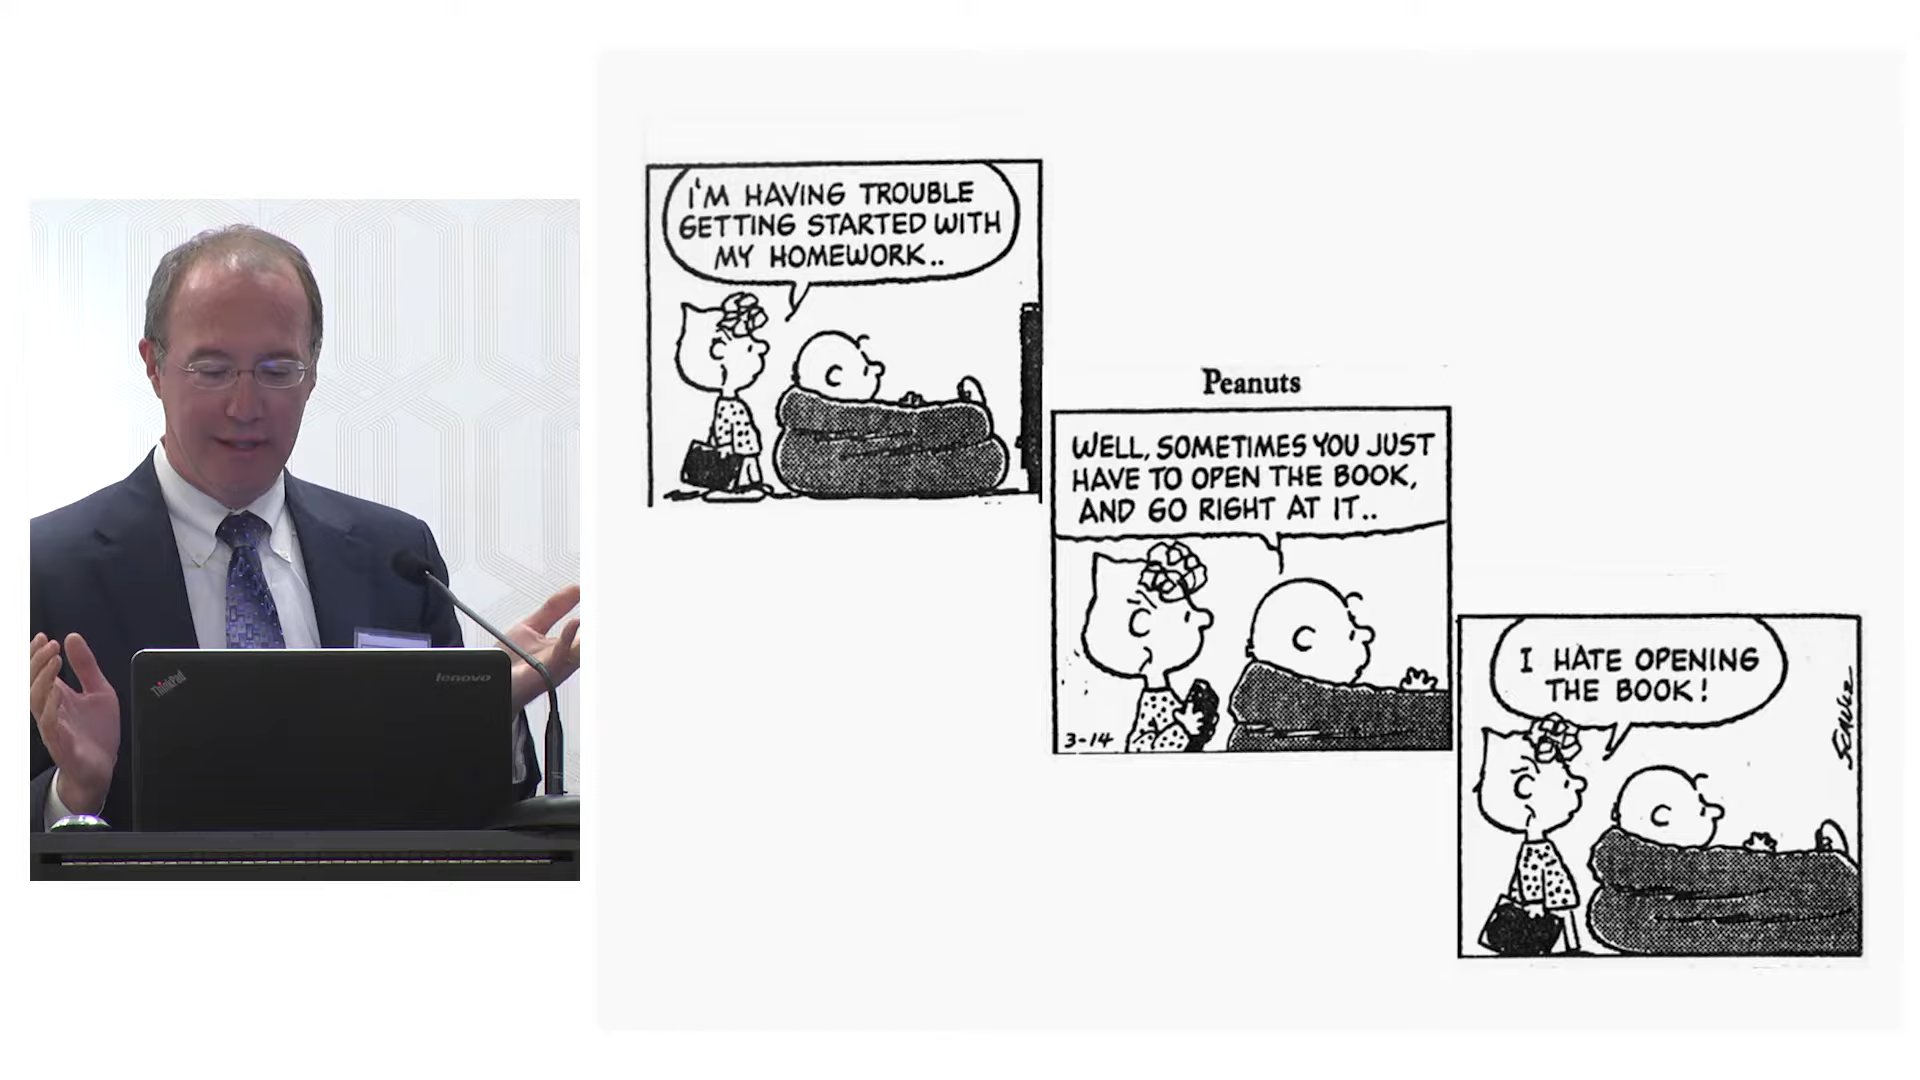 I'M HAVING TROUBLE
GETTING STARTED WITH
MY HOMEWORK..
Peanuts
WELL, SOMETIMES YOU JUST
HAVE TO OPEN THE BOOK,
AND GO RIGHT AT IT..
3-14
I HATE OPENING
THE BOOK!
SCHULZ
ThinkPad
lenovo